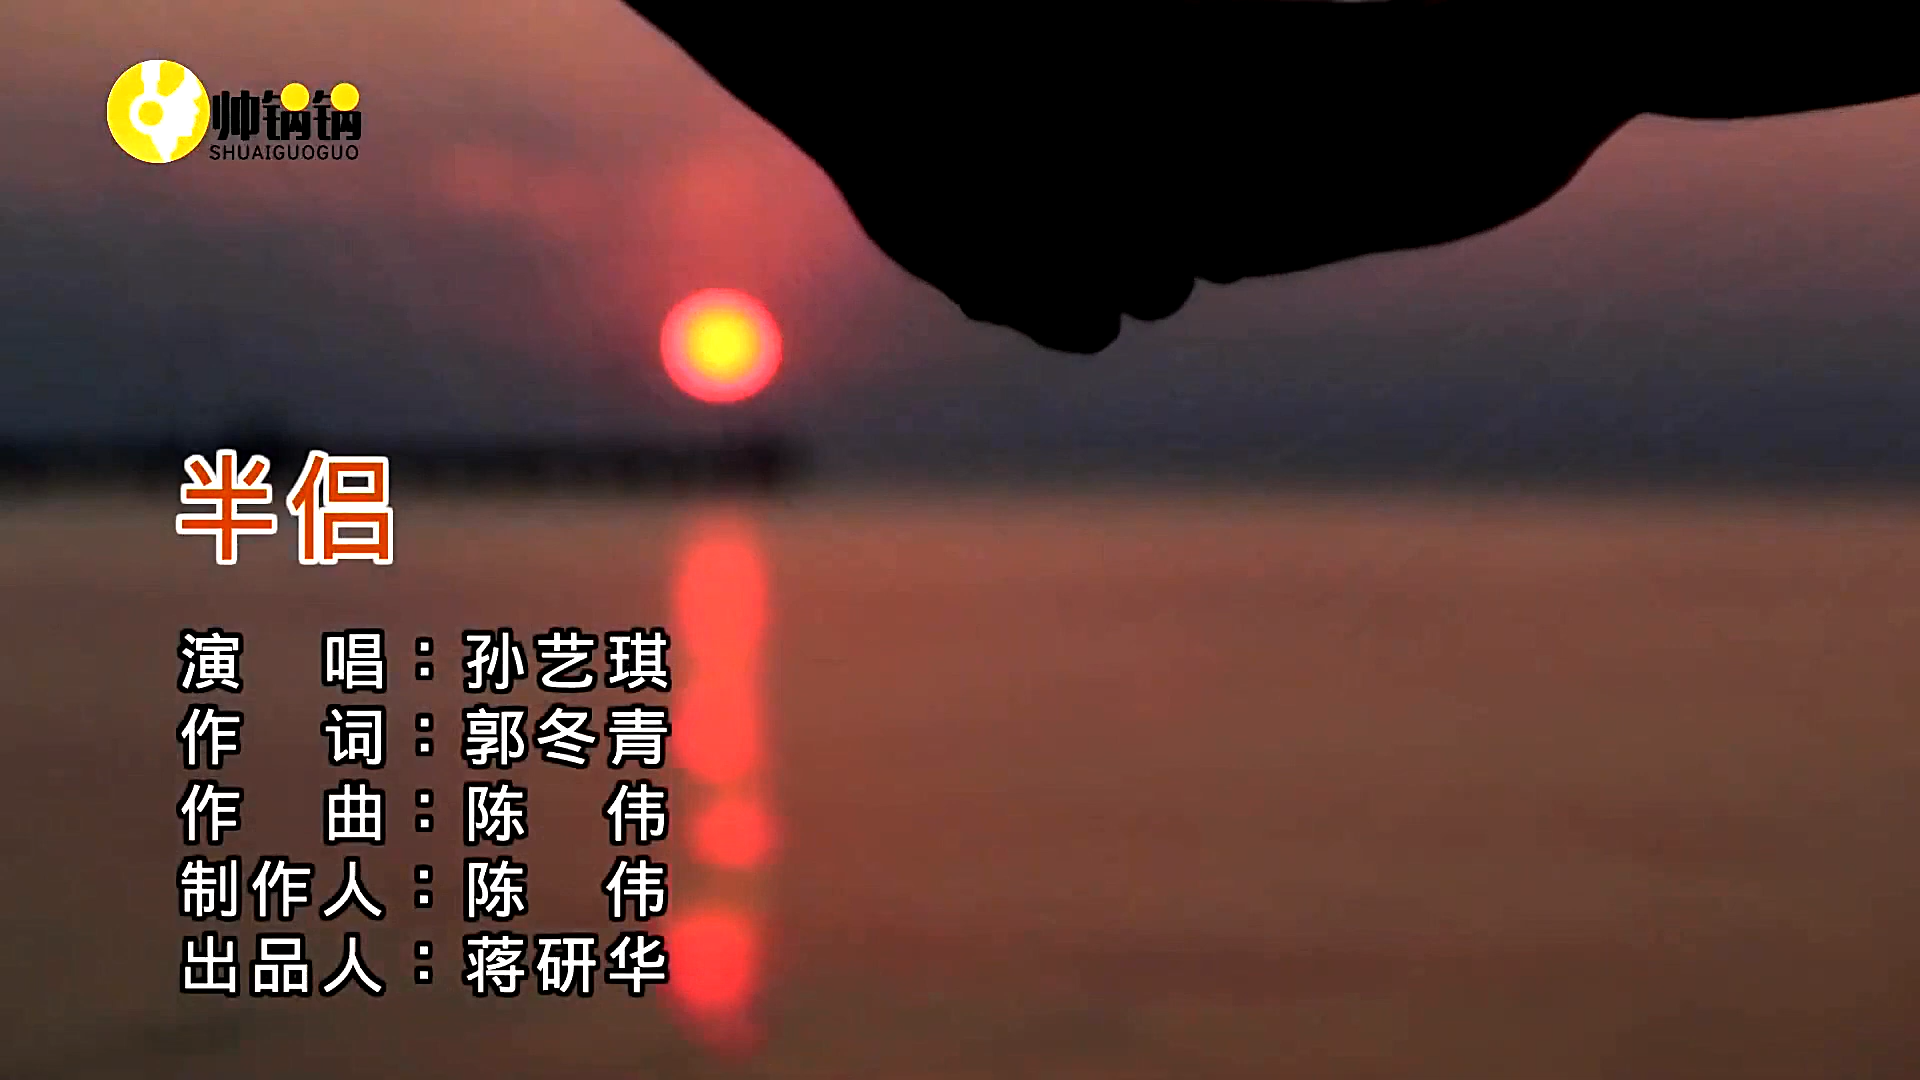 帅锅锅
SHUAIGUOGUO
半侣
演 唱：孙艺琪
作 词：郭冬青
作 曲：陈 伟
制作人：陈 伟
出品人：蒋研华